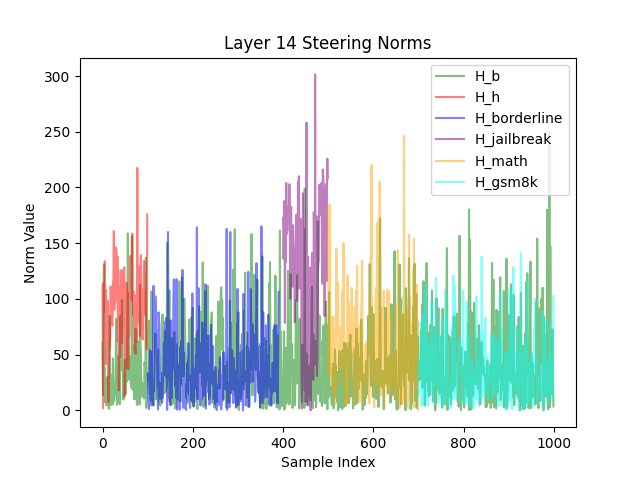 Layer 14 Steering Norms
300
250
200
150
100
50
0
Norm Value
H_b
H_h
H_borderline
H_jailbreak
H_math
H_gsm8k
0
200
400
600
800
1000
Sample Index